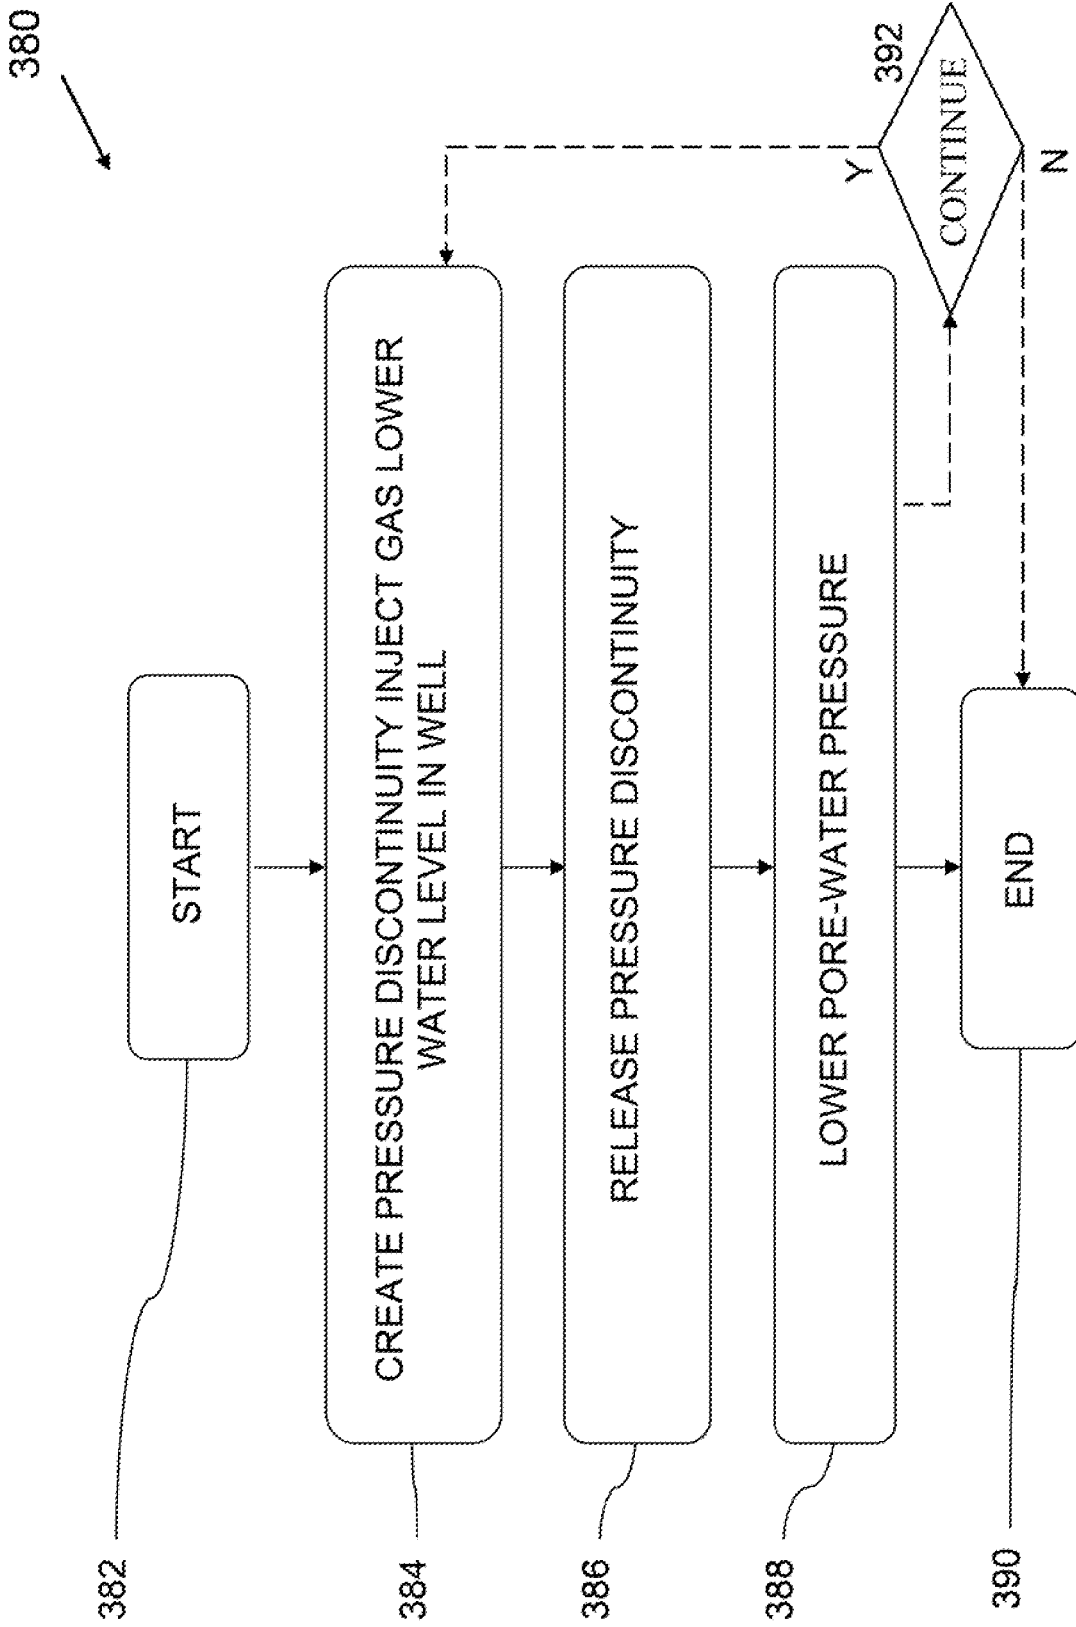 380
382
START
384
CREATE PRESSURE DISCONTINUITY INJECT GAS LOWER
WATER LEVEL IN WELL
386
RELEASE PRESSURE DISCONTINUITY
388
LOWER PORE-WATER PRESSURE
Y
392
CONTINUE
N
390
END